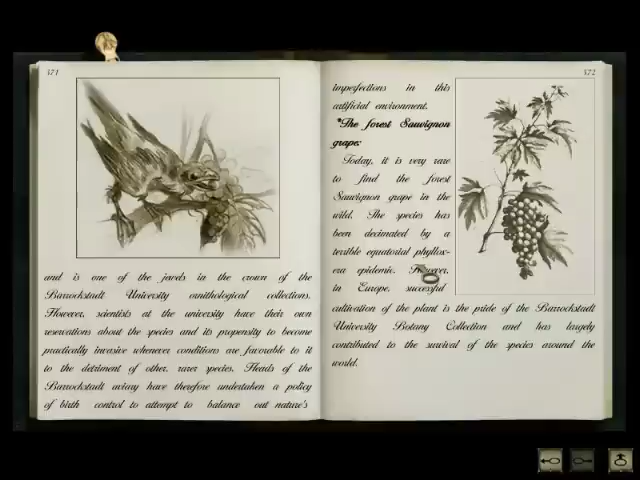 371
and is one of the jewels in the crown of the
Barrockstadt University ornithological collections.
However, scientists at the university have their own
reservations about the species and its propensity to become
practically invasive whenever conditions are favorable to it
to the detriment of other, rarer species. Heads of the
Barrockstadt aviary have therefore undertaken a policy
of birth control to attempt to balance out nature's
372
imperfections in this
artificial environment.
*The forest Sauvignon
grape:
Today, it is very rare
to find the forest
Sauvignon grape in the
wild. The species has
been decimated by a
terrible equatorial phyllox-
era epidemic. However,
in Europe, succesful
cultivation of the plant is the pride of the Barrockstadt
University Botany Collection and has largely
contributed to the survival of the species around the
world.